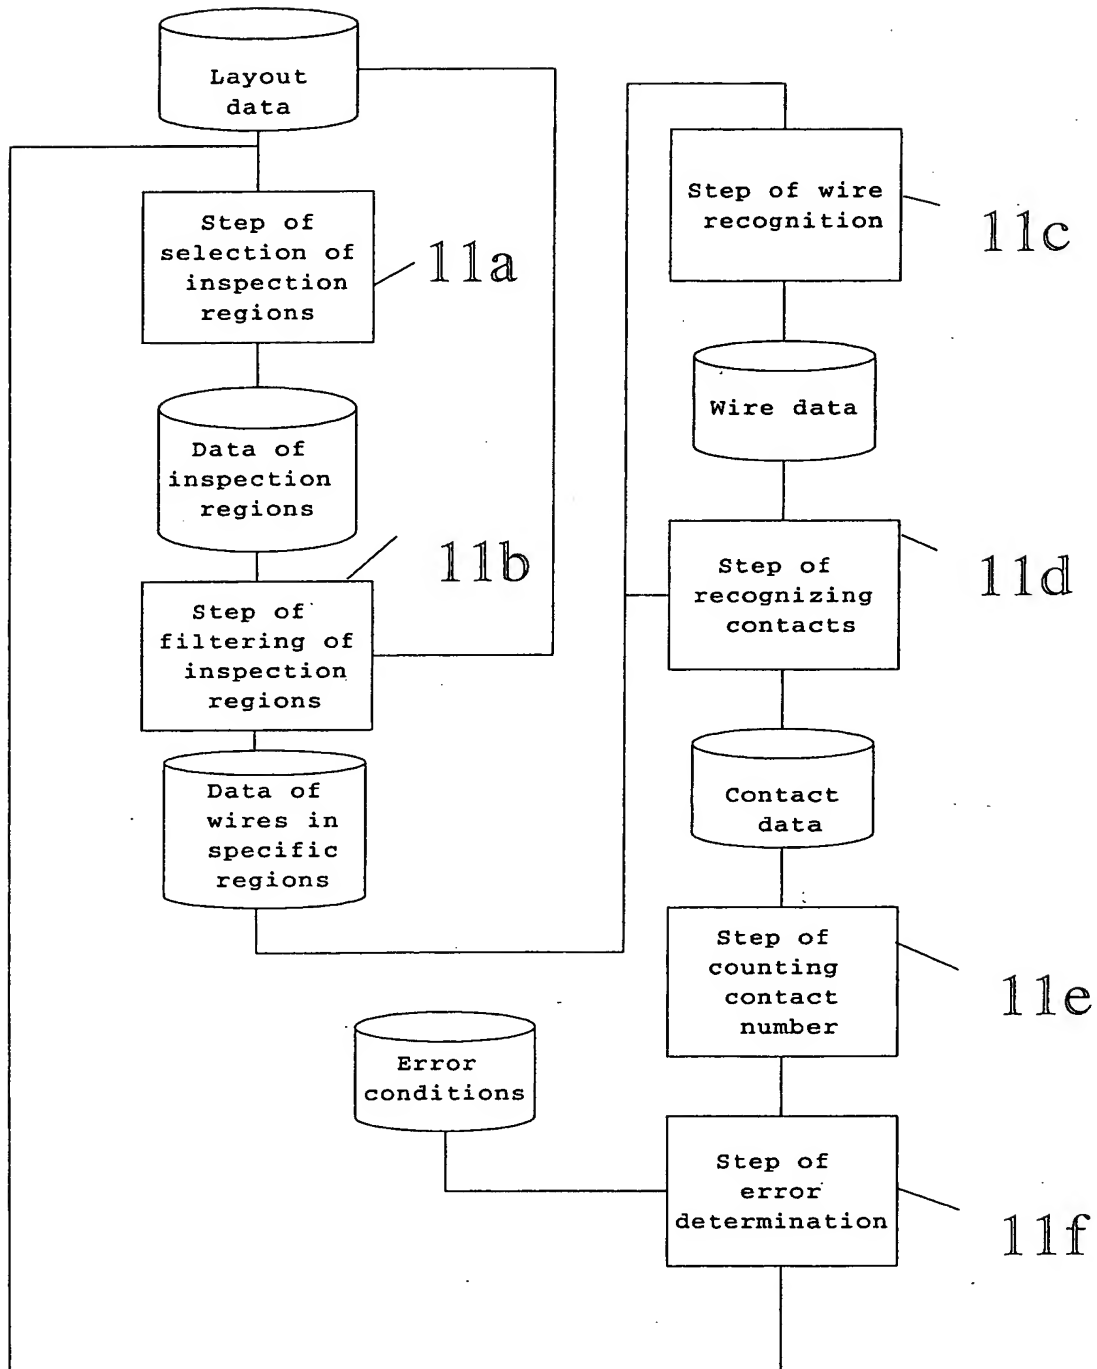 Layout
data
Step of
selection of
inspection
regions
11a
Data of
inspection
regions
11b
Step of
filtering of
inspection
regions
Data of
wires in
specific
regions
Step of wire
recognition
11c
Wire data
Step of
recognizing
contacts
11d
Contact
data
Step of
counting
contact
number
11e
Error
conditions
Step of
error
determination
11f